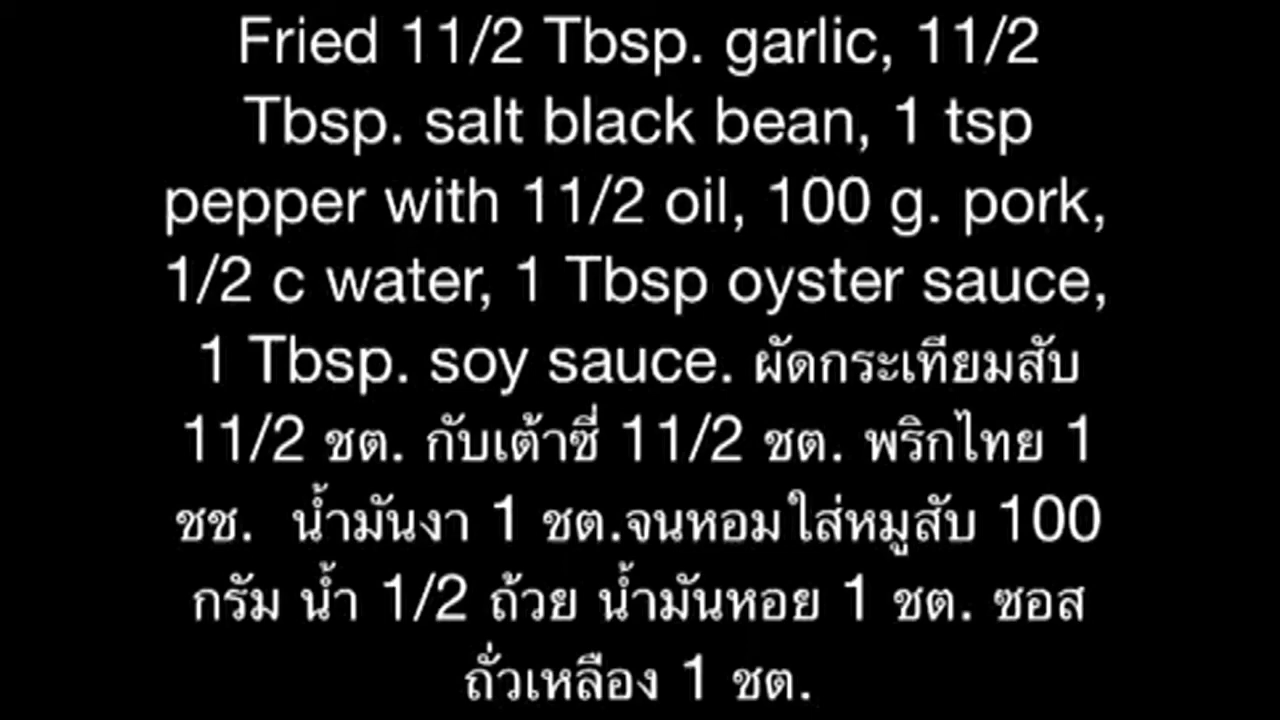 Fried 11/2 Tbsp. garlic, 11/2
Tbsp. salt black bean, 1 tsp
pepper with 11/2 oil, 100 g. pork,
1/2 c water, 1 Tbsp oyster sauce,
1 Tbsp. soy sauce. ผัดกระเทียมสับ
11/2 ชต. กับเต้าซี่ 11/2 ชต. พริกไทย 1
ชช.  น้ำมันงา 1 ชต.จนหอมใส่หมูสับ 100
กรัม น้ำ 1/2 ถ้วย น้ำมันหอย 1 ชต. ซอส
ถั่วเหลือง 1 ชต.